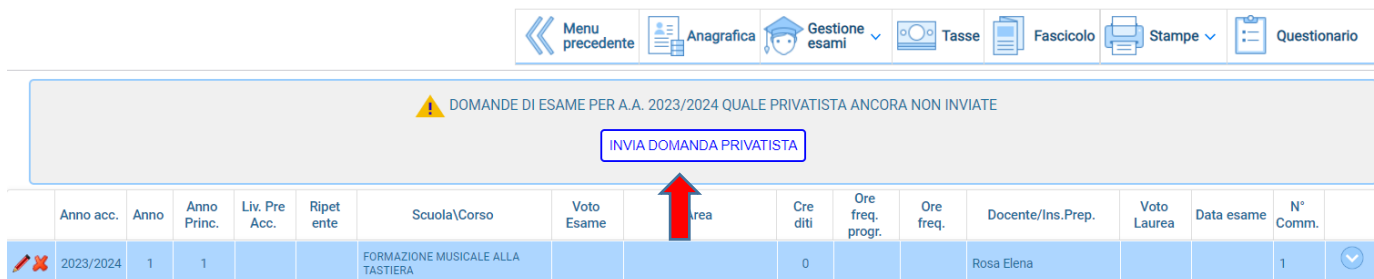 Menu precedente Anagrafica Gestione esami Tasse Fascicolo Stampe Questionario
DOMANDE DI ESAME PER A.A. 2023/2024 QUALE PRIVATISTA ANCORA NON INVIATE
INVIA DOMANDA PRIVATISTA
Anno acc. Anno Anno Princ. Liv. Pre Acc. Ripet ente Scuola\Corso Voto Esame Area Cre diti Ore freq. progr. Ore freq. Docente/Ins.Prep. Voto Laurea Data esame N° Comm.
2023/2024 1 1 FORMAZIONE MUSICALE ALLA TASTIERA 0 Rosa Elena 1